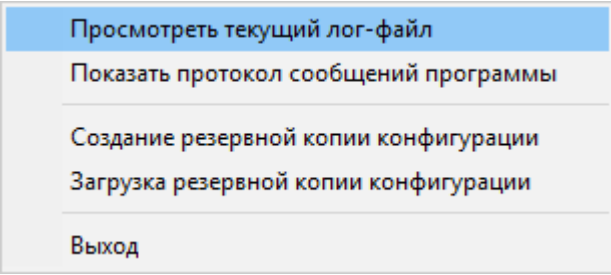 Просмотреть текущий лог-файл
Показать протокол сообщений программы
Создание резервной копии конфигурации
Загрузка резервной копии конфигурации
Выход